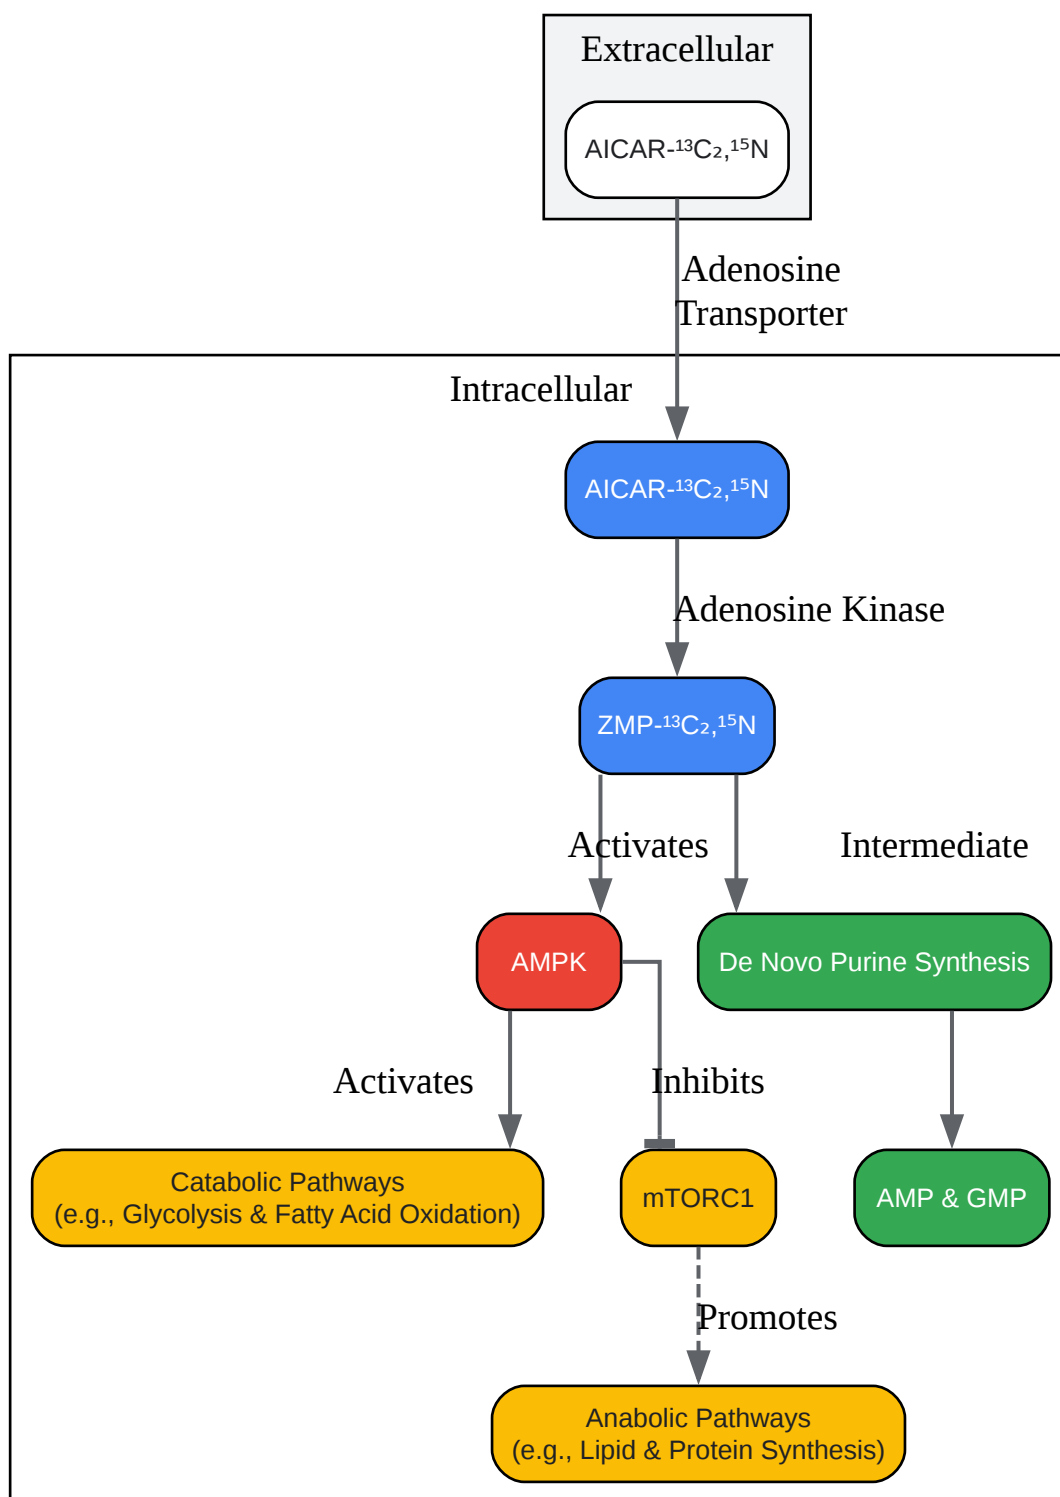 Extracellular
AICAR-¹³C₂,¹⁵N
Adenosine
Transporter
Intracellular
AICAR-¹³C₂,¹⁵N
Adenosine Kinase
ZMP-¹³C₂,¹⁵N
Activates
Intermediate
AMPK
De Novo Purine Synthesis
Activates
Inhibits
Catabolic Pathways
(e.g., Glycolysis & Fatty Acid Oxidation)
mTORC1
AMP & GMP
Promotes
Anabolic Pathways
(e.g., Lipid & Protein Synthesis)